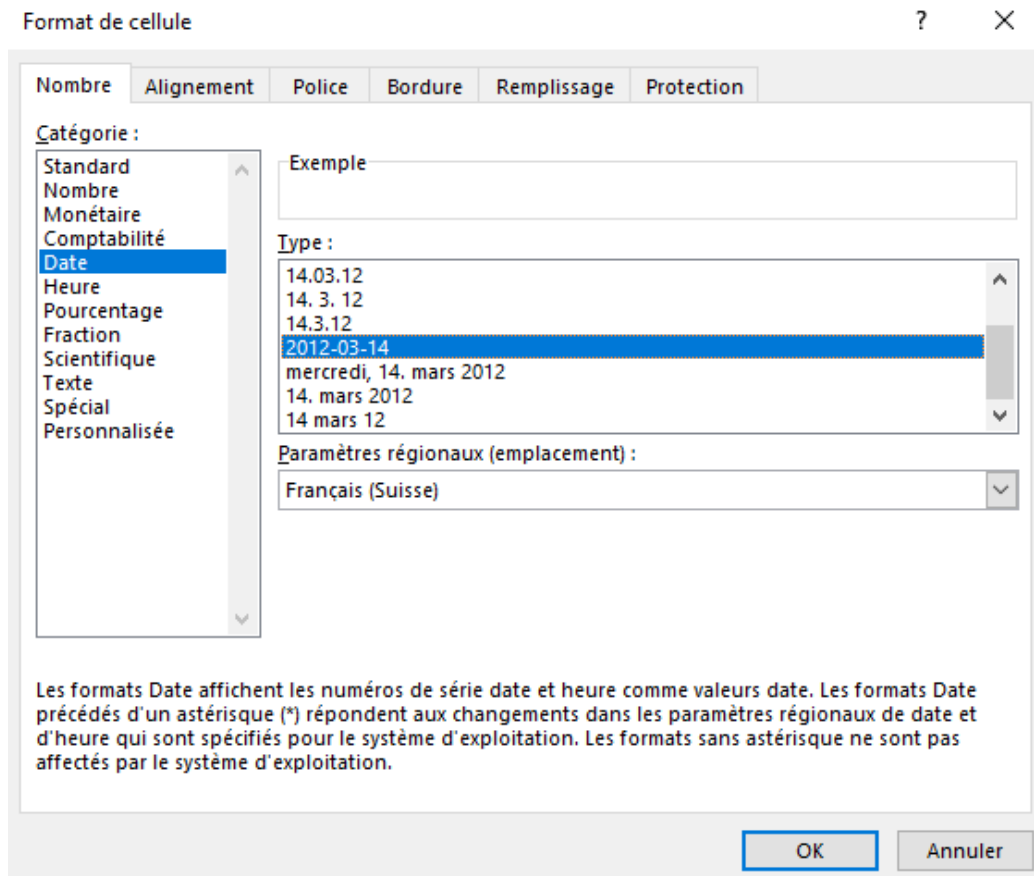 Format de cellule
?
Nombre Alignement Police Bordure Remplissage Protection
Catégorie :
Standard
Nombre
Monétaire
Comptabilité
Date
Heure
Pourcentage
Fraction
Scientifique
Texte
Spécial
Personnalisée
Exemple
Type :
14.03.12
14. 3. 12
14.3.12
2012-03-14
mercredi, 14. mars 2012
14. mars 2012
14 mars 12
Paramètres régionaux (emplacement) :
Français (Suisse)
Les formats Date affichent les numéros de série date et heure comme valeurs date. Les formats Date
précédés d'un astérisque (*) répondent aux changements dans les paramètres régionaux de date et
d'heure qui sont spécifiés pour le système d'exploitation. Les formats sans astérisque ne sont pas
affectés par le système d'exploitation.
OK Annuler